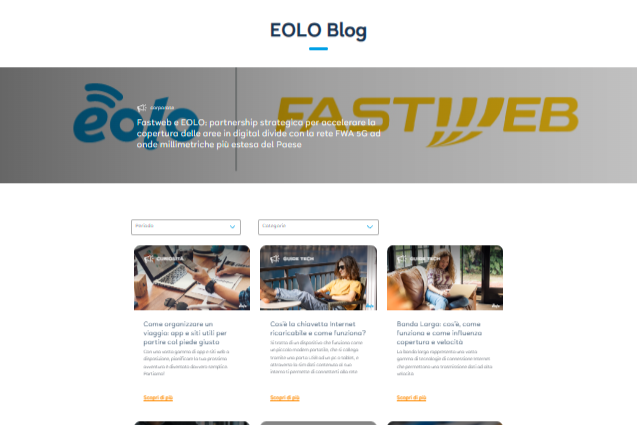 EOLO Blog
eolo FASTWEB
corporate
Fastweb e EOLO: partnership strategica per accelerare la
copertura delle aree in digital divide con la rete FWA 5G ad
onde millimetriche più estesa del Paese
Periodo
Categorie
CURIOSITÀ
GUIDE TECH
GUIDE TECH
Come organizzare un
viaggio: app e siti utili per
partire col piede giusto
Con una vasta gamma di app e siti web a
disposizione, pianificare la tua prossima
avventura è diventato davvero semplice.
Partiamo!
Scopri di più
Cos'è la chiavetta Internet
ricaricabile e come funziona?
Si tratta di un dispositivo che funziona come
un piccolo modem portatile, che si collega
tramite una porta USB ad un pc o tablet, e
attraverso la SIM dati contenuta al suo
interno ti permette di connetterti alla rete.
Scopri di più
Banda Larga: cos'è, come
funziona e come influenza
copertura e velocità
La banda larga rappresenta una vasta
gamma di tecnologie di connessione Internet
che permettono una trasmissione dati ad alta
velocità.
Scopri di più